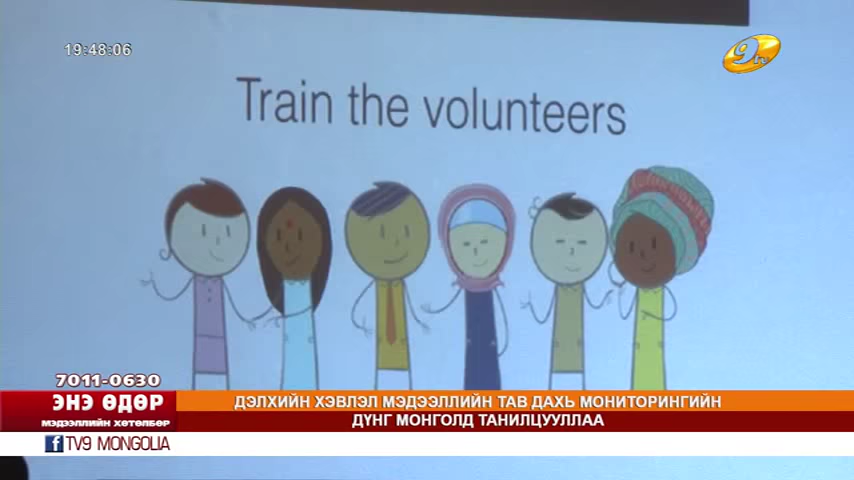 19:48:06
9tv
Train the volunteers
7011-0630
ЭНЭ ӨДӨР
МЭДЭЭЛЛИЙН ХӨТӨЛБӨР
ДЭЛХИЙН ХЭВЛЭЛ МЭДЭЭЛЛИЙН ТАВ ДАХЬ МОНИТОРИНГИЙН
ДҮНГ МОНГОЛД ТАНИЛЦУУЛЛАА
f TV9 MONGOLIA